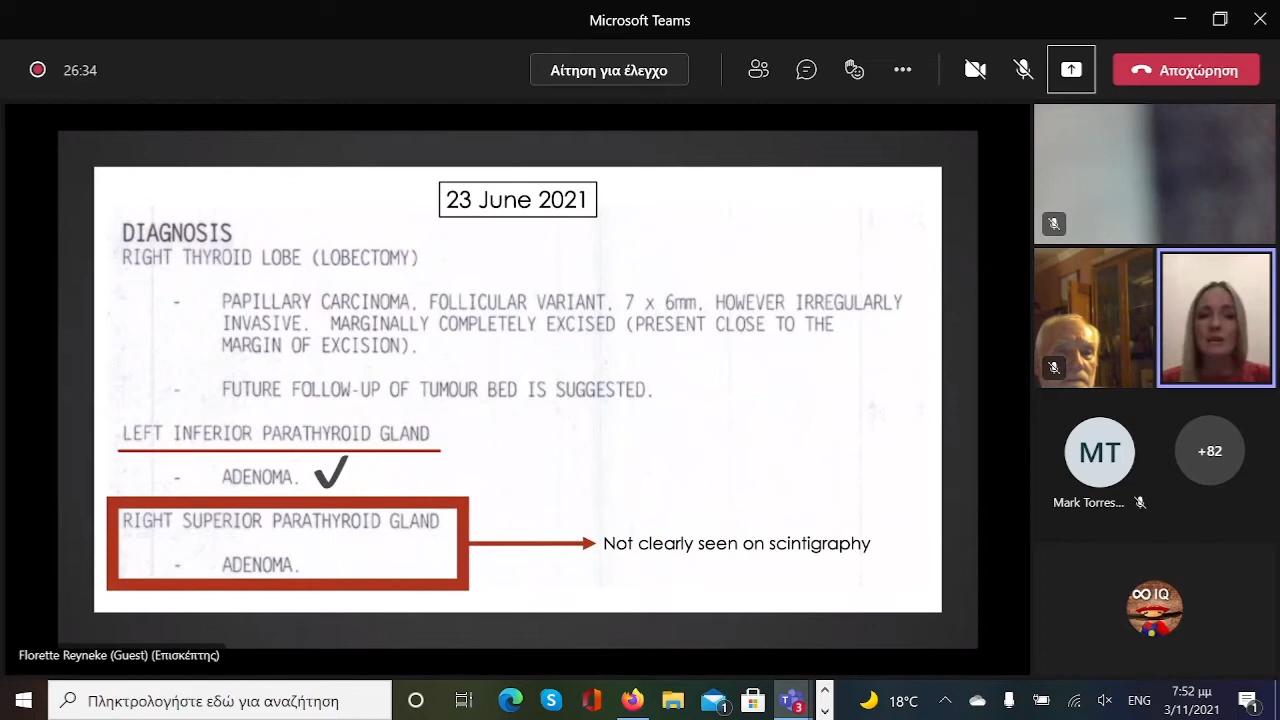 Microsoft Teams
26:34
Αίτηση για έλεγχο
Αποχώρηση
23 June 2021
DIAGNOSIS
RIGHT THYROID LOBE (LOBECTOMY)
- PAPILLARY CARCINOMA, FOLLICULAR VARIANT, 7 x 6mm, HOWEVER IRREGULARLY
INVASIVE. MARGINALLY COMPLETELY EXCISED (PRESENT CLOSE TO THE
MARGIN OF EXCISION).
- FUTURE FOLLOW-UP OF TUMOUR BED IS SUGGESTED.
LEFT INFERIOR PARATHYROID GLAND
- ADENOMA.
RIGHT SUPERIOR PARATHYROID GLAND
- ADENOMA.
Not clearly seen on scintigraphy
MT
+82
Mark Torres...
IQ
Florette Reyneke (Guest) (Επισκέπτης)
Πληκτρολογήστε εδώ για αναζήτηση
1
3
18°C
ENG
7:52 μμ
3/11/2021
1